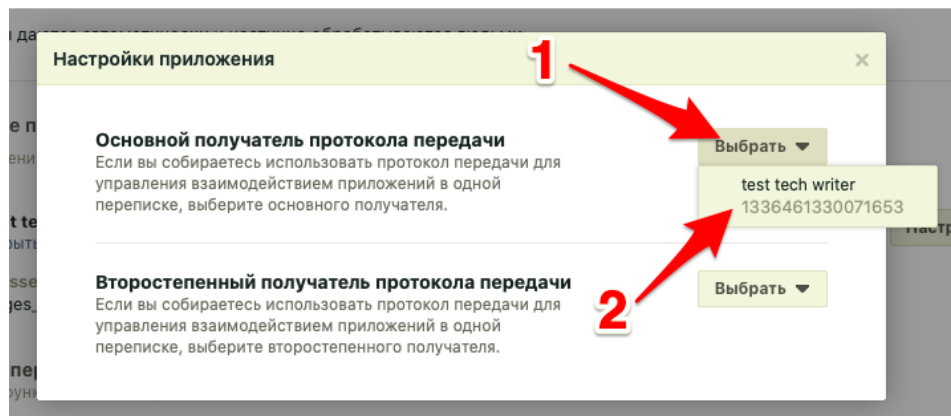 Настройки приложения
×
1
Основной получатель протокола передачи
Выбрать
Если вы собираетесь использовать протокол передачи для
управления взаимодействием приложений в одной
переписке, выберите основного получателя.
test tech writer
1336461330071653
Второстепенный получатель протокола передачи
Выбрать
Если вы собираетесь использовать протокол передачи для
управления взаимодействием приложений в одной
переписке, выберите второстепенного получателя.
2